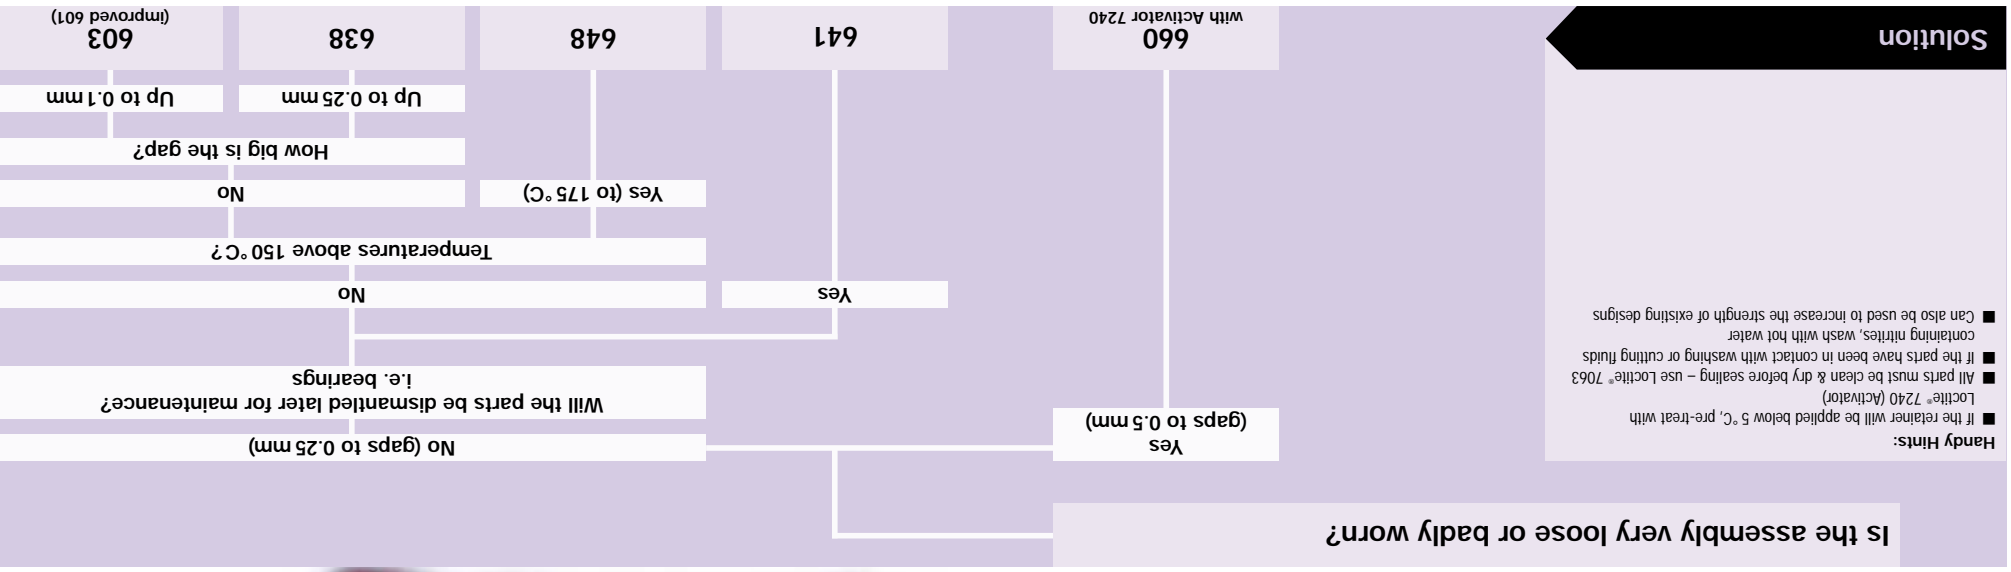 Is the assembly very loose or badly worn?
Handy Hints:
■ If the retainer will be applied below 5 °C, pre-treat with
Loctite® 7240 (Activator)
■ All parts must be clean & dry before sealing – use Loctite® 7063
■ If the parts have been in contact with washing or cutting fluids
containing nitrites, wash with hot water
■ Can also be used to increase the strength of existing designs
Yes
(gaps to 0.5 mm)
No (gaps to 0.25 mm)
Will the parts be dismantled later for maintenance?
i.e. bearings
Yes
No
Temperatures above 150 °C?
Yes (to 175 °C)
No
How big is the gap?
Up to 0.25 mm
Up to 0.1 mm
Solution
660
with Activator 7240
641
648
638
603
(improved 601)